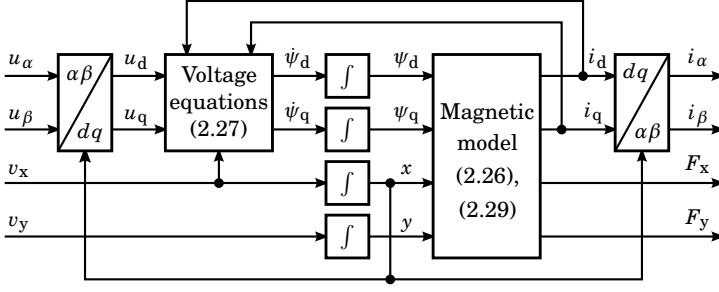 u_α αβ u_d Voltage ψ̇_d ∫ ψ_d i_d dq i_α
u_β dq u_q equations ψ̇_q ∫ ψ_q Magnetic i_q αβ i_β
(2.27) model
v_x ∫ x (2.26), F_x
(2.29)
v_y ∫ y F_y